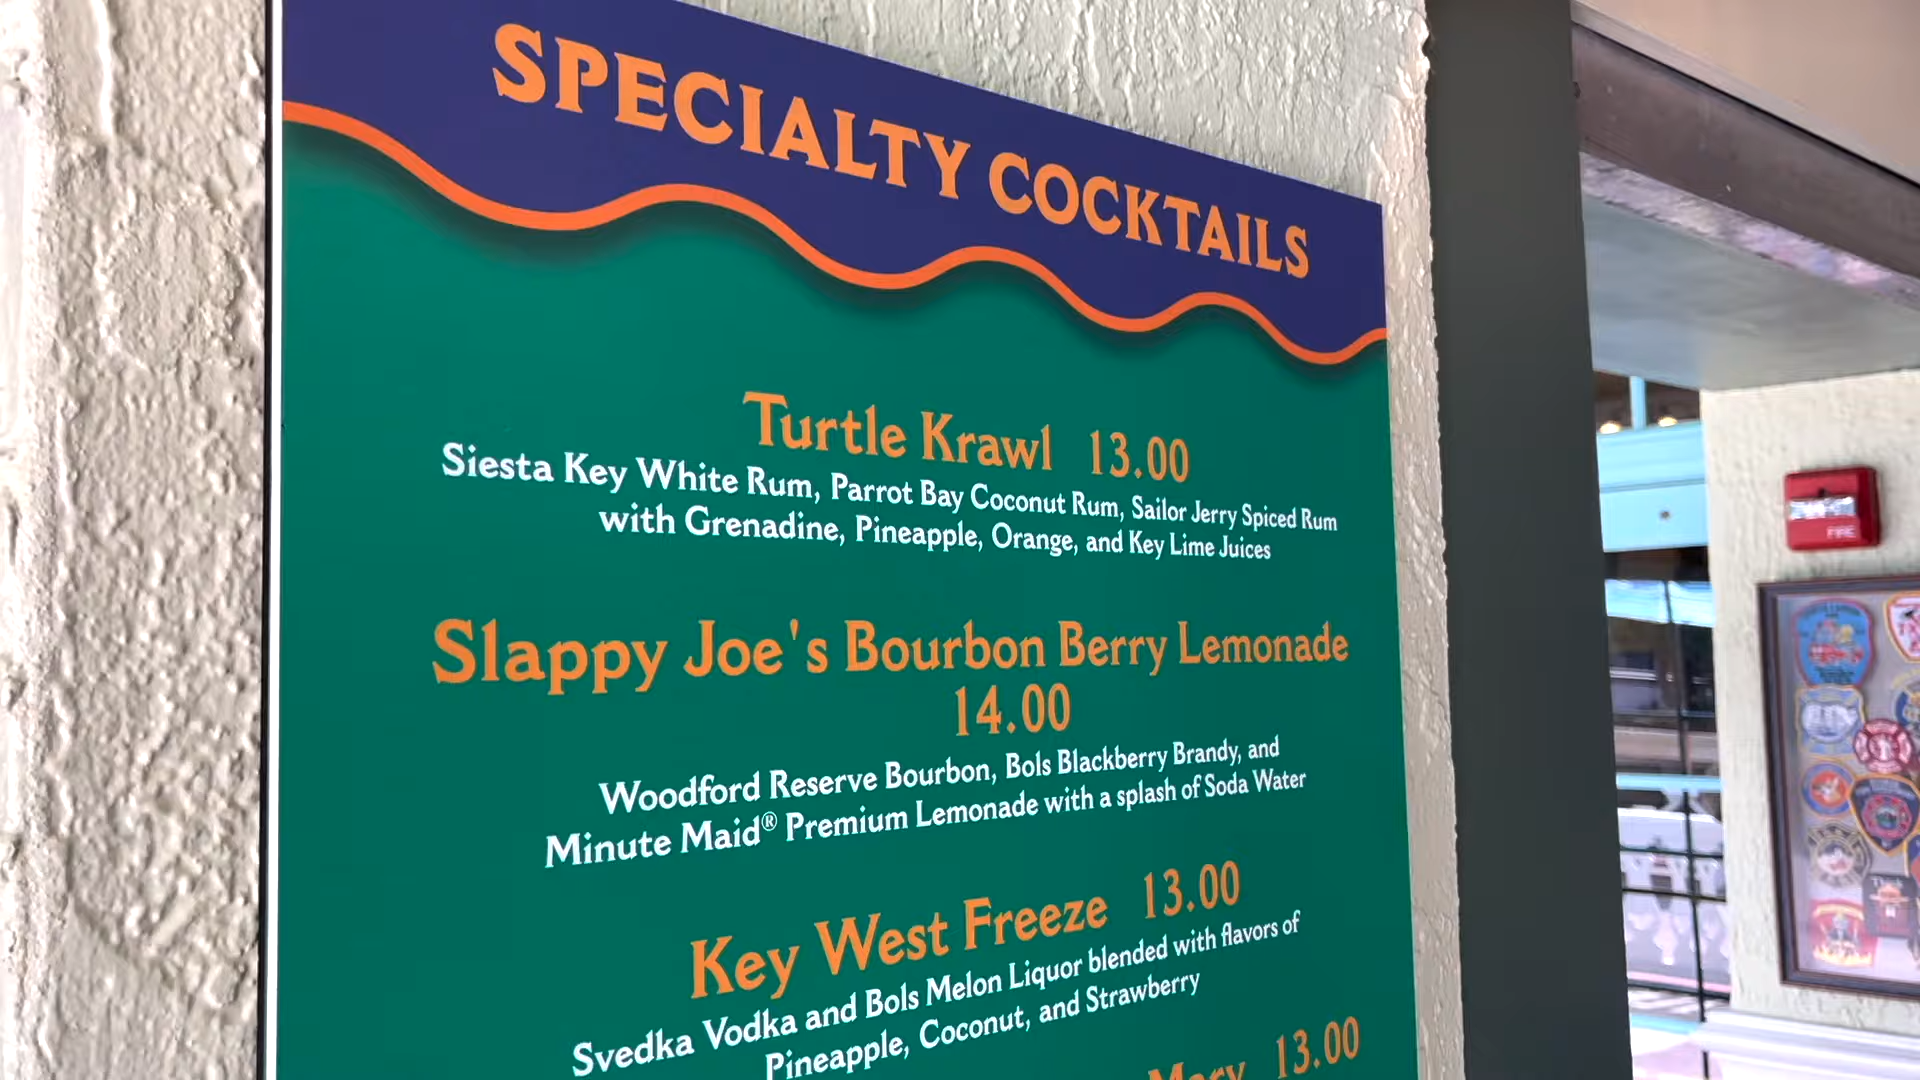 SPECIALTY COCKTAILS
Turtle Krawl 13.00
Siesta Key White Rum, Parrot Bay Coconut Rum, Sailor Jerry Spiced Rum
with Grenadine, Pineapple, Orange, and Key Lime Juices
Slappy Joe's Bourbon Berry Lemonade
14.00
Woodford Reserve Bourbon, Bols Blackberry Brandy, and
Minute Maid® Premium Lemonade with a splash of Soda Water
Key West Freeze 13.00
Svedka Vodka and Bols Melon Liquor blended with flavors of
Pineapple, Coconut, and Strawberry
Mary 13.00
FIRE